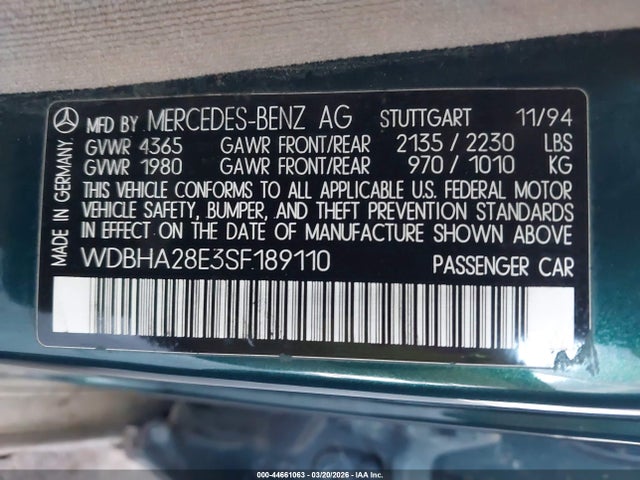 MFD BY MERCEDES-BENZ AG STUTTGART 11/94
GVWR 4365 GAWR FRONT/REAR 2135 / 2230 LBS
GVWR 1980 GAWR FRONT/REAR 970 / 1010 KG
THIS VEHICLE CONFORMS TO ALL APPLICABLE U.S. FEDERAL MOTOR
VEHICLE SAFETY, BUMPER, AND THEFT PREVENTION STANDARDS
IN EFFECT ON THE DATE OF MANUFACTURE SHOWN ABOVE
WDBHA28E3SF189110 PASSENGER CAR
MADE IN GERMANY
000-44661063 | 03/20/2026 | IAA Inc.